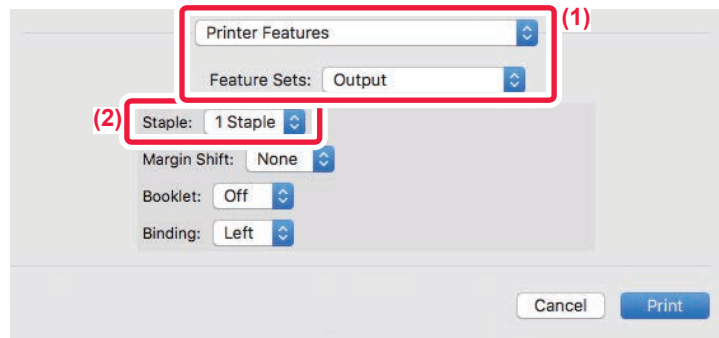 Printer Features
(1)
Feature Sets: Output
(2)
Staple: 1 Staple
Margin Shift: None
Booklet: Off
Binding: Left
Cancel Print